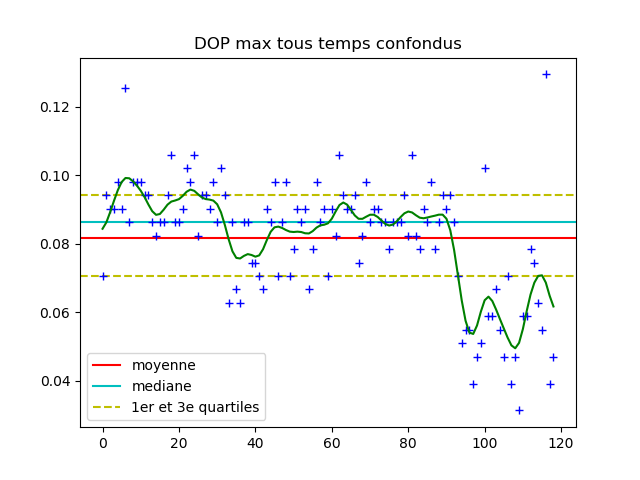 DOP max tous temps confondus
0.12
0.10
0.08
0.06
0.04
moyenne
mediane
1er et 3e quartiles
0 20 40 60 80 100 120